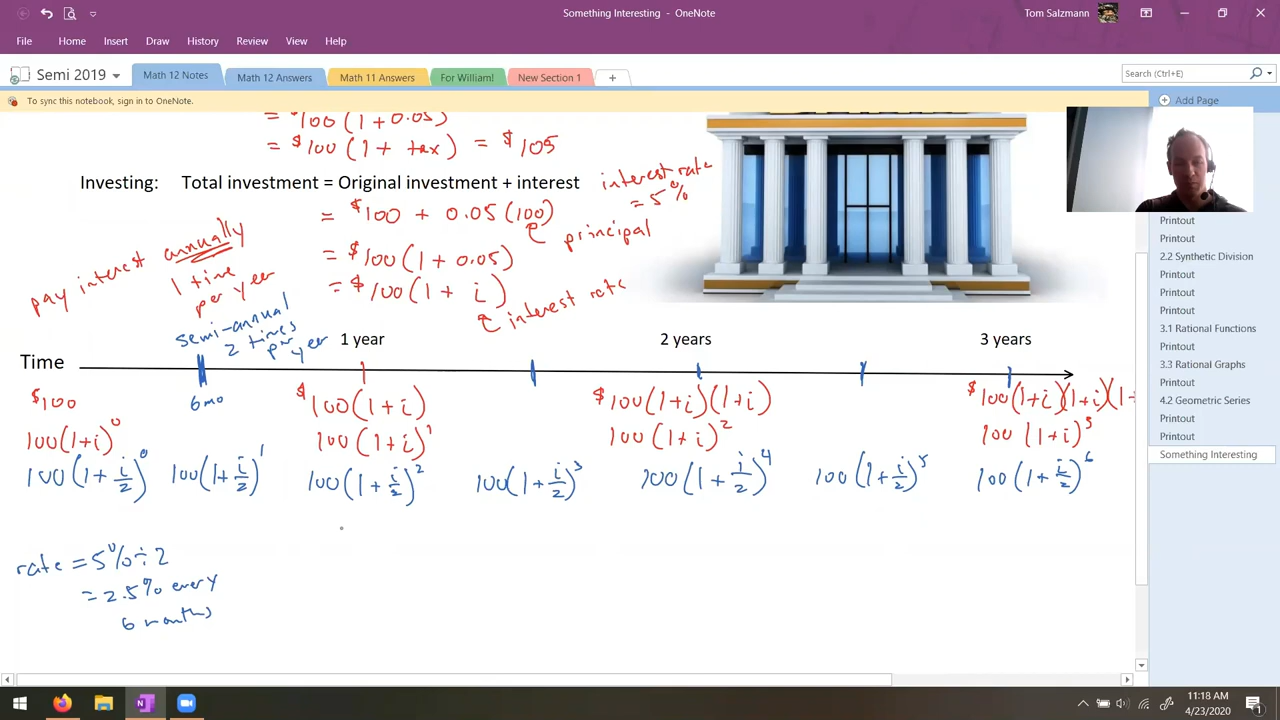 Something Interesting - OneNote
Tom Salzmann
File Home Insert Draw History Review View Help
Semi 2019
Math 12 Notes
Math 12 Answers
Math 11 Answers
For William!
New Section 1
Search (Ctrl+E)
To sync this notebook, sign in to OneNote.
Add Page
= $100(1+0.05)
= $100(1 + tax) = $105
Investing: Total investment = Original investment + interest
interest rate
= 5%
= $100 + 0.05(100)
principal
= $100(1 + 0.05)
= $100(1 + i)
interest rate
pay interest annually
1 time
per year
semi-annual
2 times
per
year
1 year
2 years
3 years
Time
6mo
$100
$100(1+i)
$100(1+i)(1+i)
$100(1+i)(1+i)(1+
100(1+i)⁰
100(1+i)¹
100(1+i)²
100(1+i)³
100(1+i/2)⁰
100(1+i/2)¹
100(1+i/2)²
100(1+i/2)³
100(1+i/2)⁴
100(1+i/2)⁵
100(1+i/2)⁶
rate = 5% ÷ 2
= 2.5% every
6 months
Printout
Printout
2.2 Synthetic Division
Printout
Printout
Printout
3.1 Rational Functions
Printout
3.3 Rational Graphs
Printout
4.2 Geometric Series
Printout
Printout
Something Interesting
11:18 AM
4/23/2020